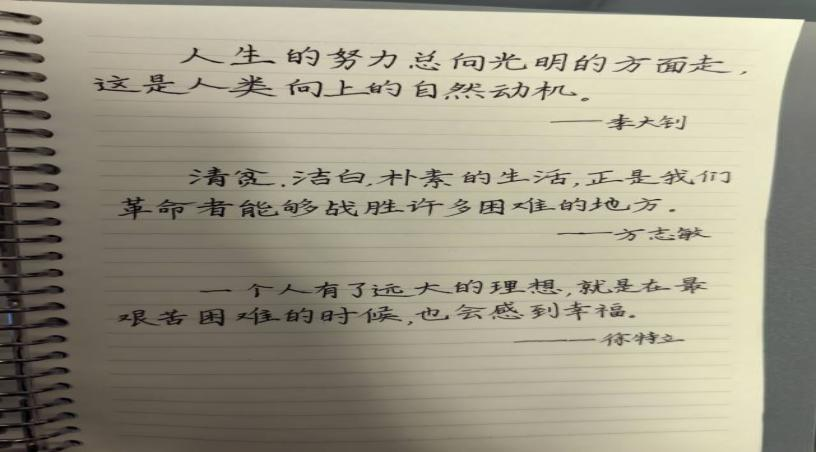 人生的努力总向光明的方面走，
这是人类向上的自然动机。
——李大钊
清贫.洁白,朴素的生活,正是我们
革命者能够战胜许多困难的地方.
——方志敏
一个人有了远大的理想,就是在最
艰苦困难的时候,也会感到幸福。
———徐特立